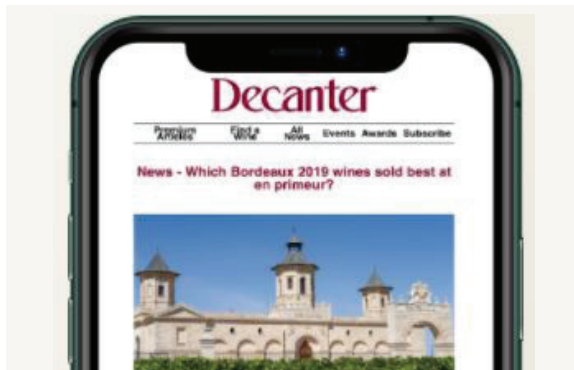 Decanter
Premium Articles
Find a Wine
All News
Events
Awards
Subscribe
News - Which Bordeaux 2019 wines sold best at
en primeur?